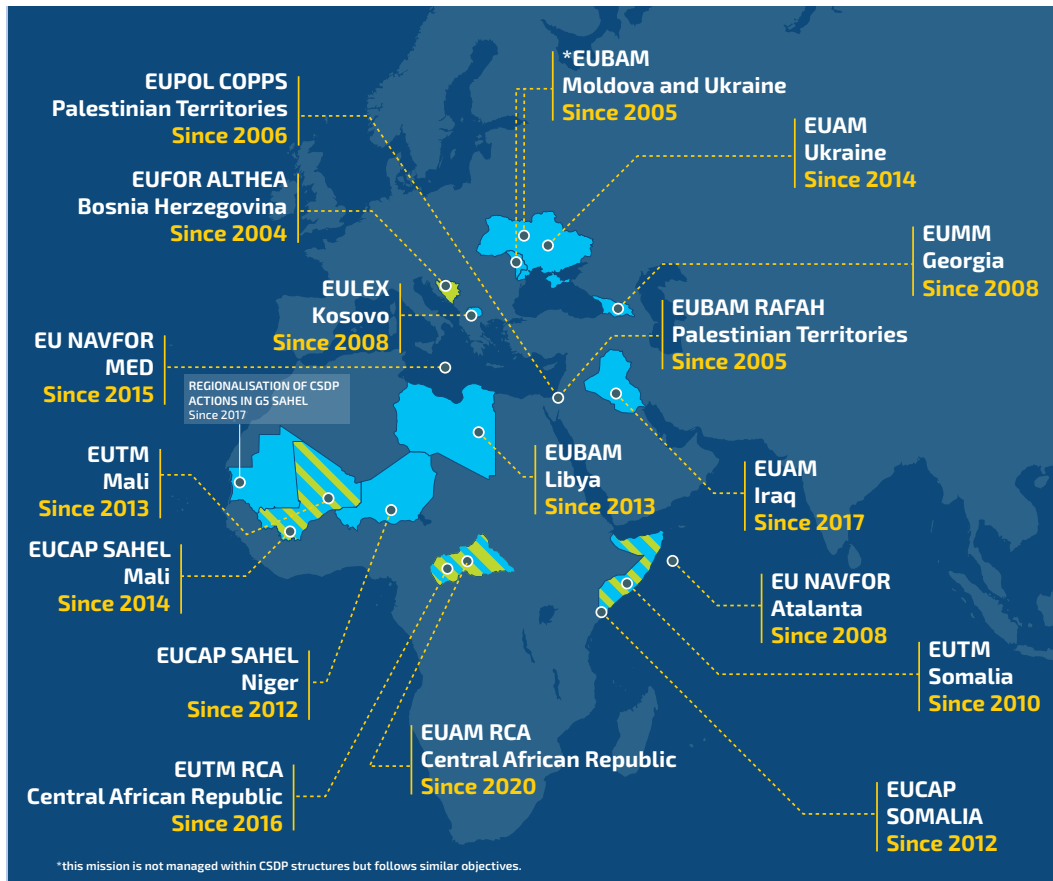 EUPOL COPPS
Palestinian Territories
Since 2006
*EUBAM
Moldova and Ukraine
Since 2005
EUAM
Ukraine
Since 2014
EUFOR ALTHEA
Bosnia Herzegovina
Since 2004
EUMM
Georgia
Since 2008
EULEX
Kosovo
Since 2008
EUBAM RAFAH
Palestinian Territories
Since 2005
EU NAVFOR
MED
Since 2015
REGIONALISATION OF CSDP
ACTIONS IN G5 SAHEL
Since 2017
EUTM
Mali
Since 2013
EUBAM
Libya
Since 2013
EUAM
Iraq
Since 2017
EUCAP SAHEL
Mali
Since 2014
EU NAVFOR
Atalanta
Since 2008
EUCAP SAHEL
Niger
Since 2012
EUTM
Somalia
Since 2010
EUAM RCA
Central African Republic
Since 2020
EUTM RCA
Central African Republic
Since 2016
EUCAP
SOMALIA
Since 2012
*this mission is not managed within CSDP structures but follows similar objectives.